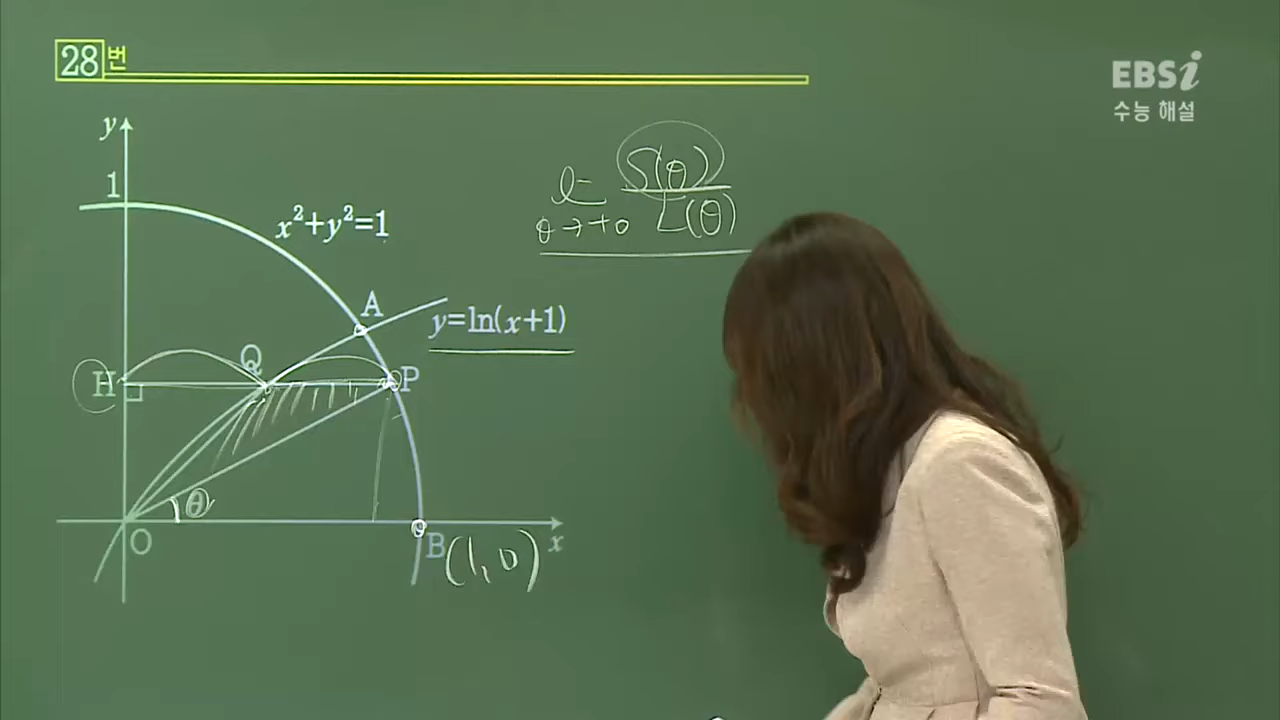 28번
EBSi
수능 해설
y
1
x²+y²=1
lim S(θ)/L(θ)
θ→+0
A
y=ln(x+1)
Q
H
P
θ
O
B(1,0)
x